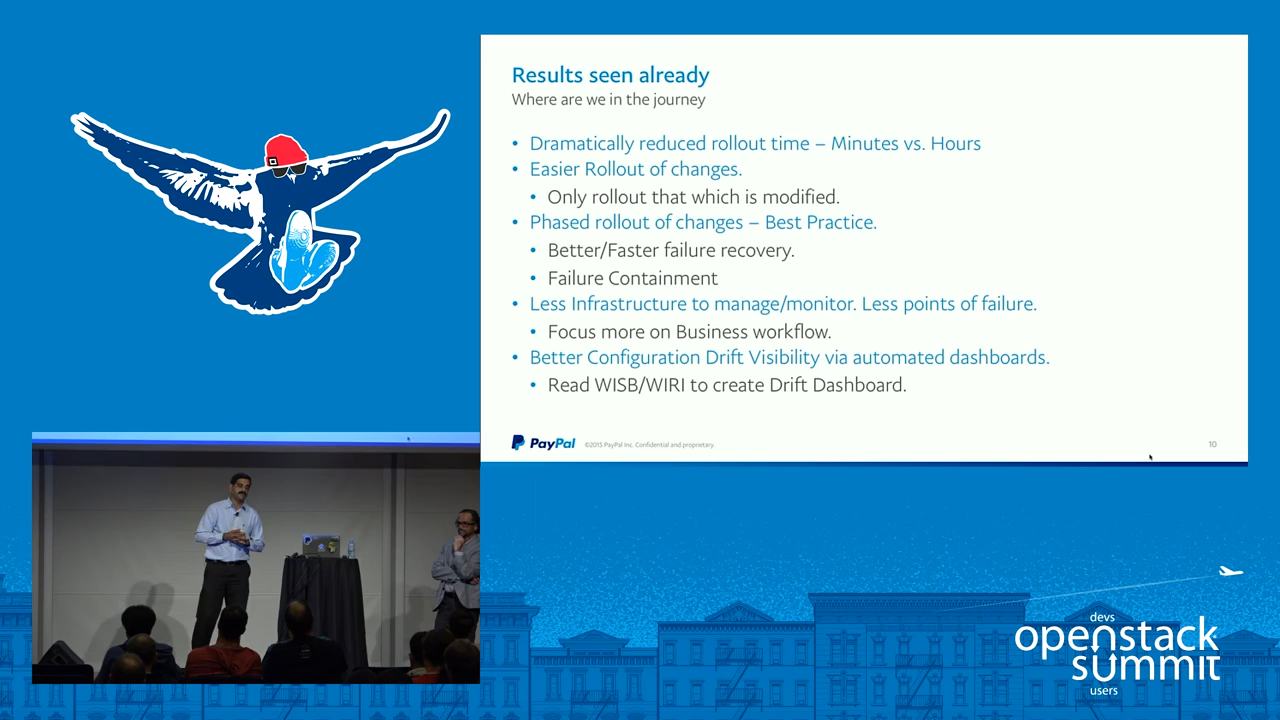 Results seen already
Where are we in the journey
• Dramatically reduced rollout time – Minutes vs. Hours
• Easier Rollout of changes.
• Only rollout that which is modified.
• Phased rollout of changes – Best Practice.
• Better/Faster failure recovery.
• Failure Containment
• Less Infrastructure to manage/monitor. Less points of failure.
• Focus more on Business workflow.
• Better Configuration Drift Visibility via automated dashboards.
• Read WISB/WIRI to create Drift Dashboard.
PayPal ©2015 PayPal Inc. Confidential and proprietary. 10
devs
openstack
summit
users